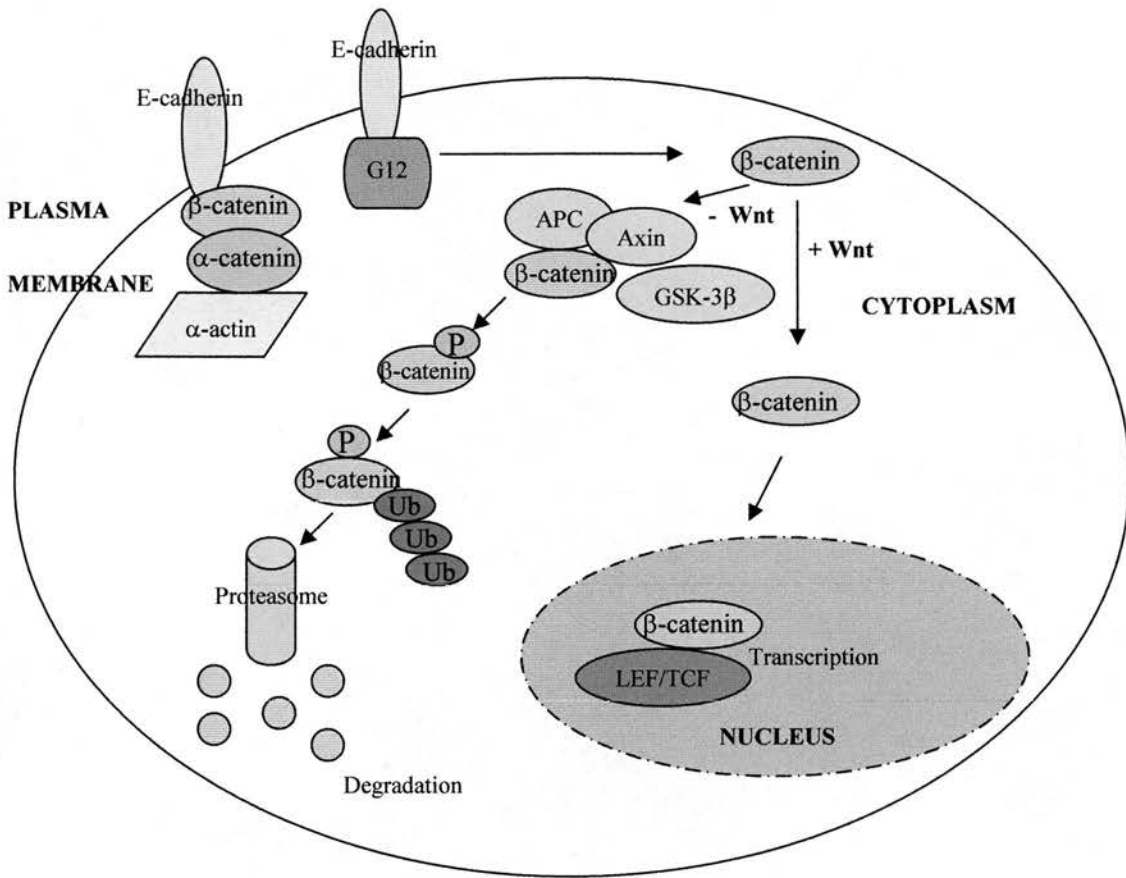 E-cadherin
E-cadherin
G12
β-catenin
PLASMA
MEMBRANE
β-catenin
α-catenin
α-actin
APC
Axin
β-catenin
GSK-3β
- Wnt
+ Wnt
CYTOPLASM
P
β-catenin
β-catenin
P
β-catenin
Ub
Ub
Ub
Proteasome
Degradation
β-catenin
LEF/TCF
Transcription
NUCLEUS